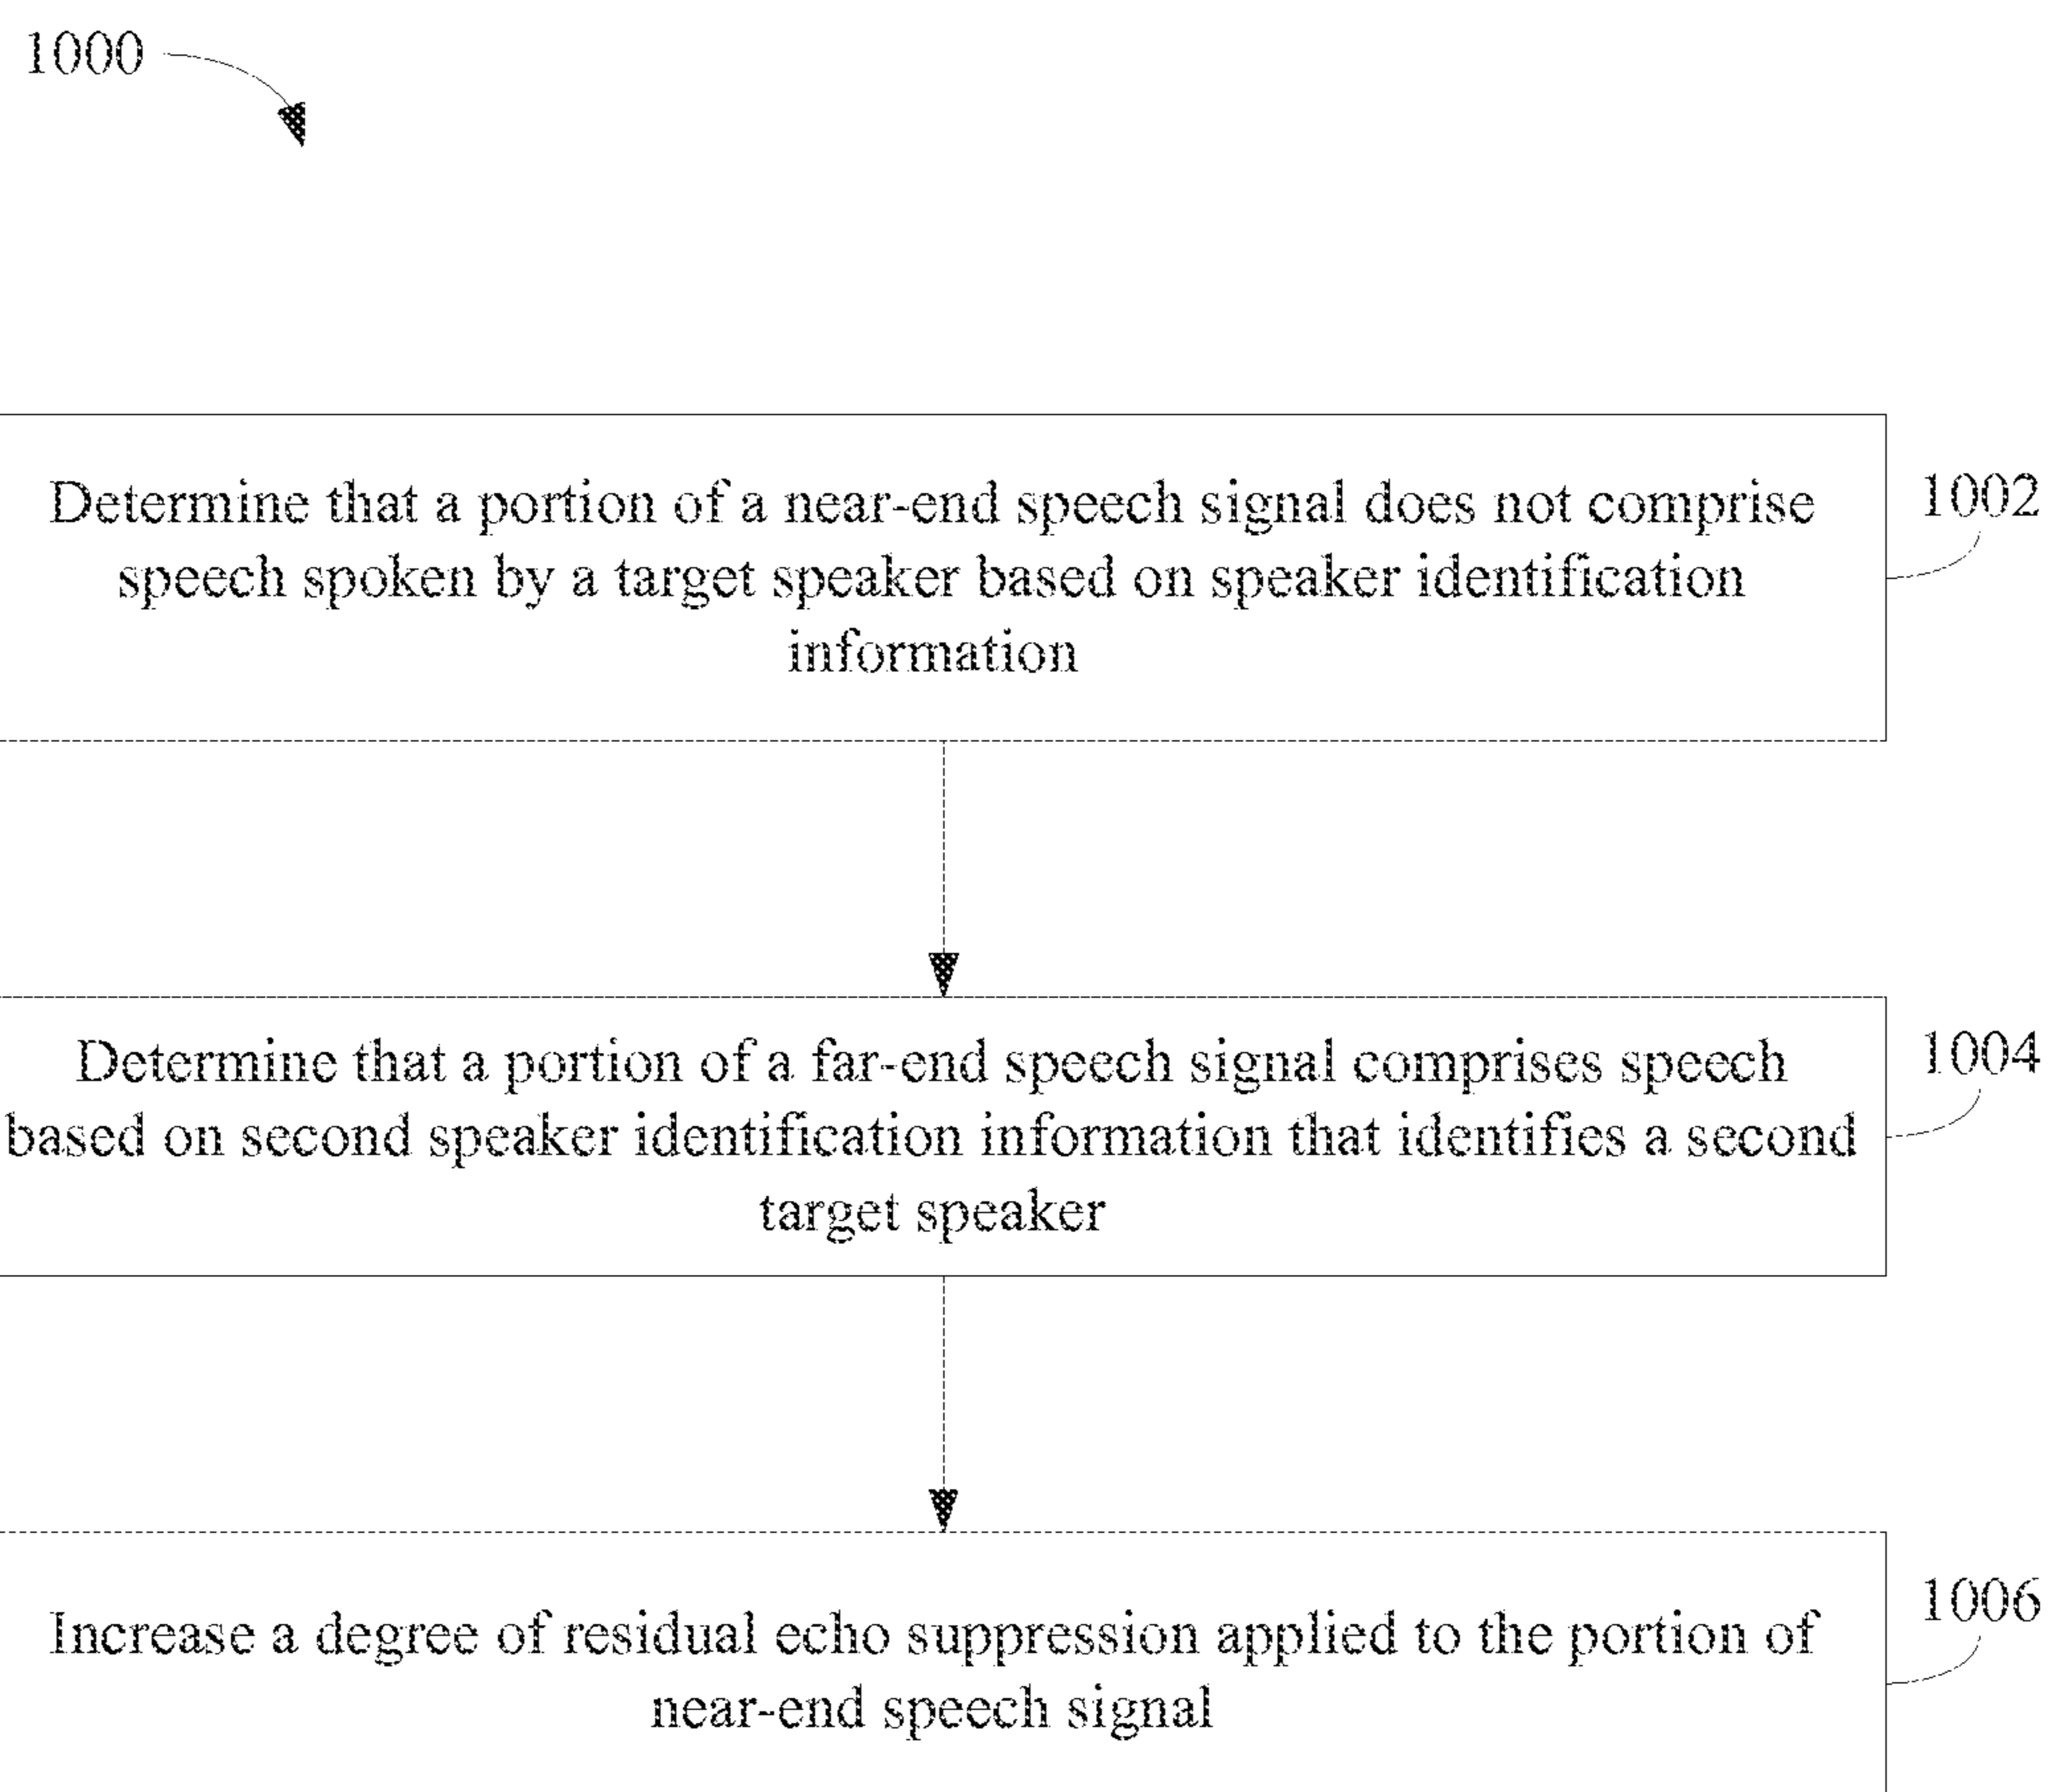 1000
Determine that a portion of a near-end speech signal does not comprise
speech spoken by a target speaker based on speaker identification
information
1002
Determine that a portion of a far-end speech signal comprises speech
based on second speaker identification information that identifies a second
target speaker
1004
Increase a degree of residual echo suppression applied to the portion of
near-end speech signal
1006